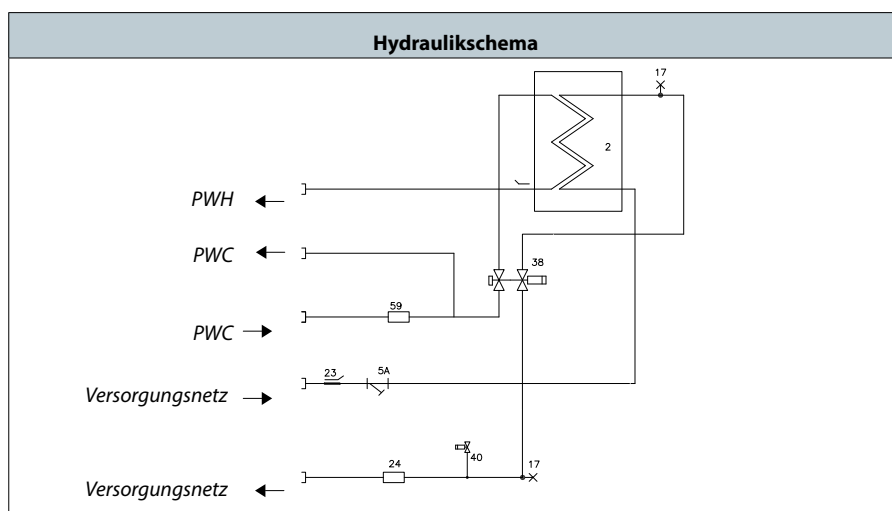 Hydraulikschema
17
2
PWH
PWC
38
59
PWC
23
5A
Versorgungsnetz
40
24
17
Versorgungsnetz